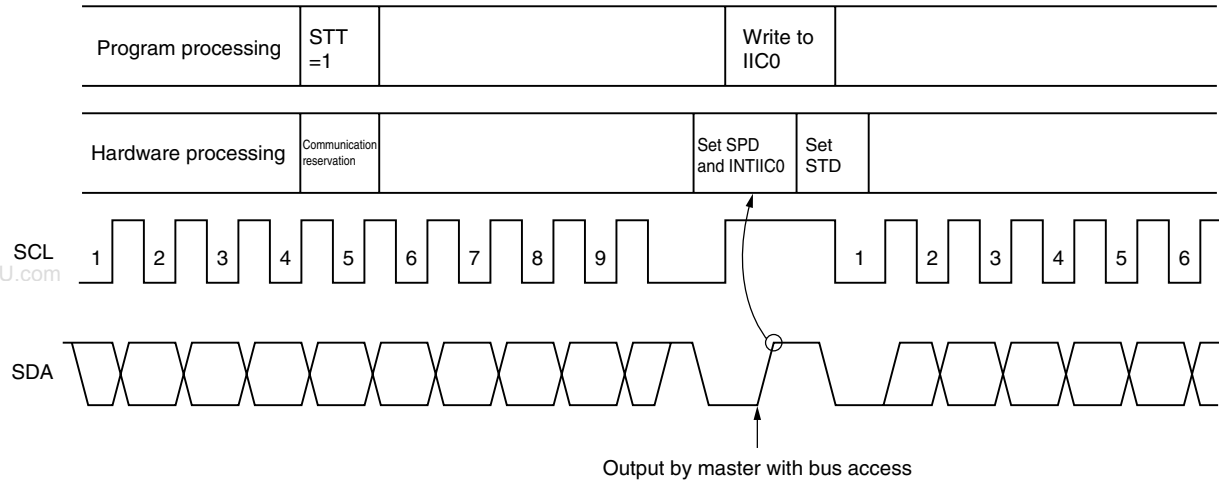 Program processing
STT
=1
Write to
IIC0
Hardware processing
Communication
reservation
Set SPD
and INTIIC0
Set
STD
SCL 1 2 3 4 5 6 7 8 9 1 2 3 4 5 6
U.com
SDA
Output by master with bus access